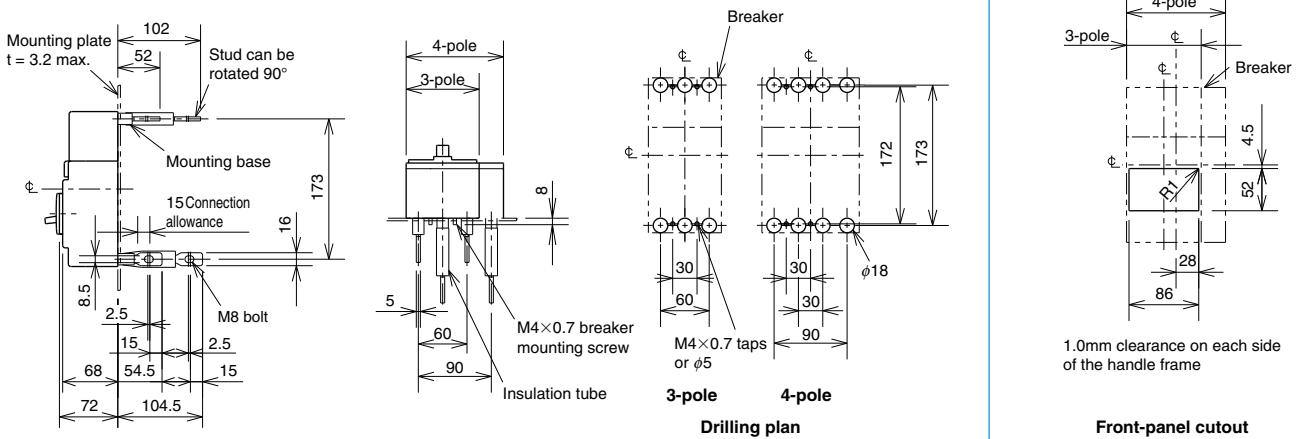 Mounting plate
t = 3.2 max.
102
52
Stud can be
rotated 90°
Mounting base
℄
15 Connection
allowance
173
16
8.5
2.5
M8 bolt
15
2.5
68
54.5
15
72
104.5
4-pole
3-pole
8
5
60
90
M4×0.7 breaker
mounting screw
Insulation tube
Breaker
℄
℄
℄
172
173
30
60
30
30
90
φ18
M4×0.7 taps
or φ5
3-pole
4-pole
Drilling plan
4-pole
3-pole
℄
℄
Breaker
℄
4.5
R1
52
28
86
1.0mm clearance on each side
of the handle frame
Front-panel cutout